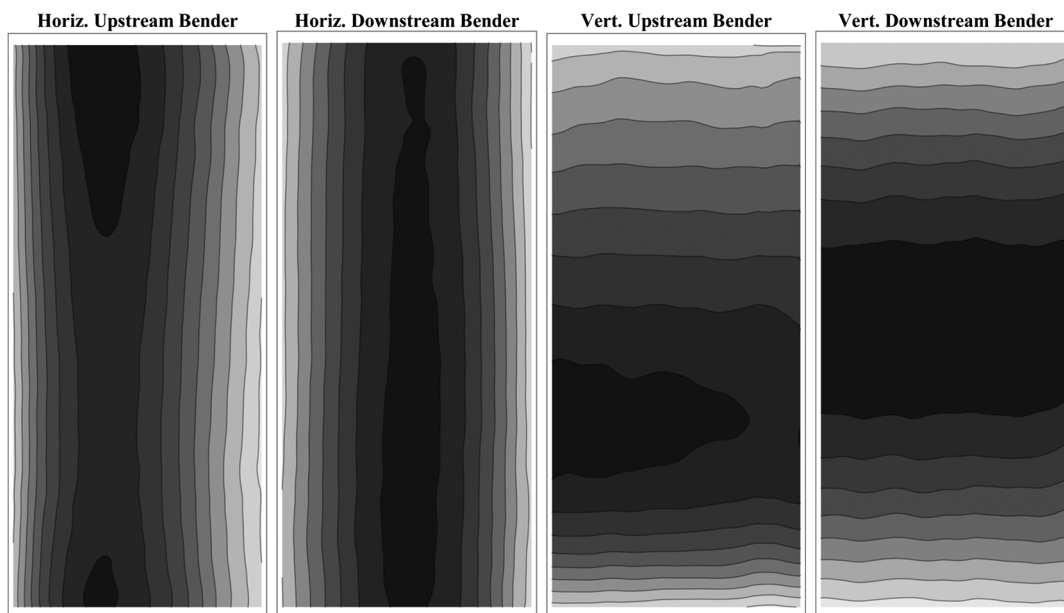 Horiz. Upstream Bender
Horiz. Downstream Bender
Vert. Upstream Bender
Vert. Downstream Bender